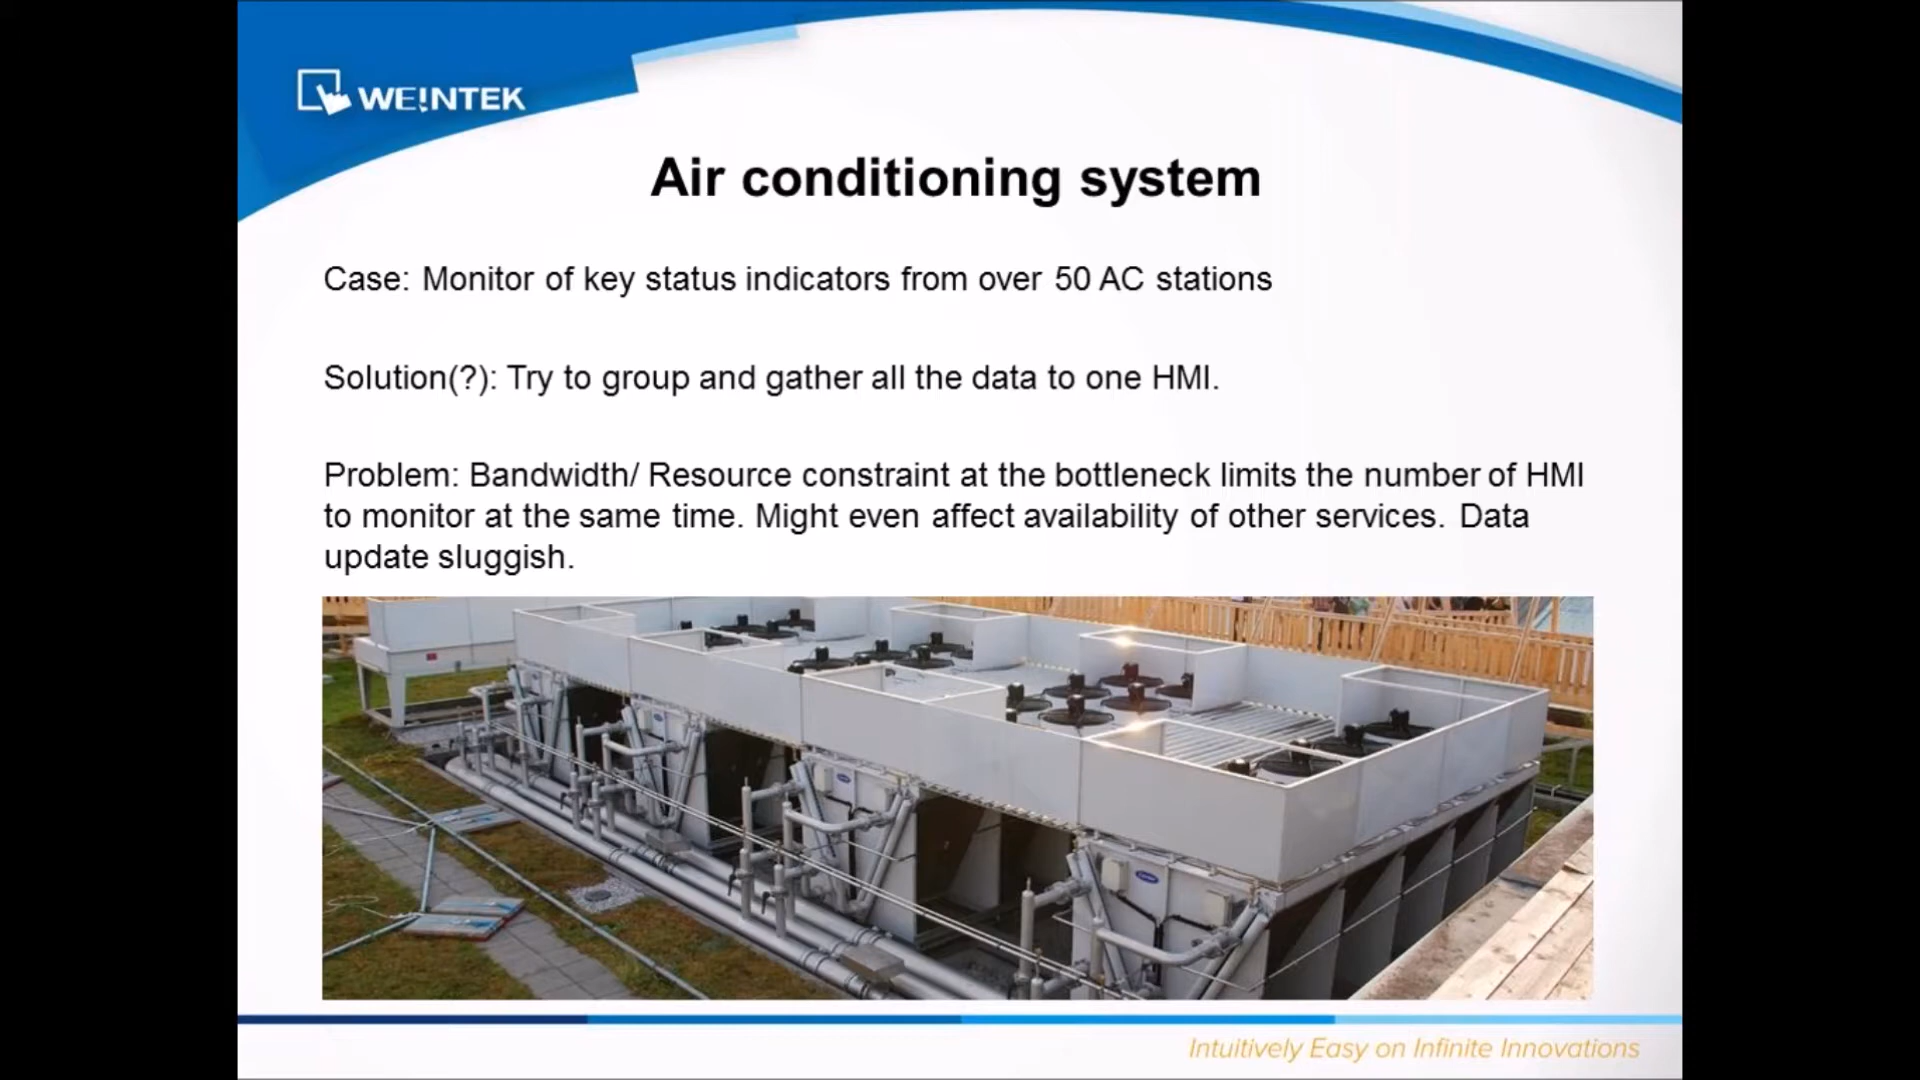 WE!NTEK
Air conditioning system
Case: Monitor of key status indicators from over 50 AC stations
Solution(?): Try to group and gather all the data to one HMI.
Problem: Bandwidth/ Resource constraint at the bottleneck limits the number of HMI
to monitor at the same time. Might even affect availability of other services. Data
update sluggish.
Intuitively Easy on Infinite Innovations